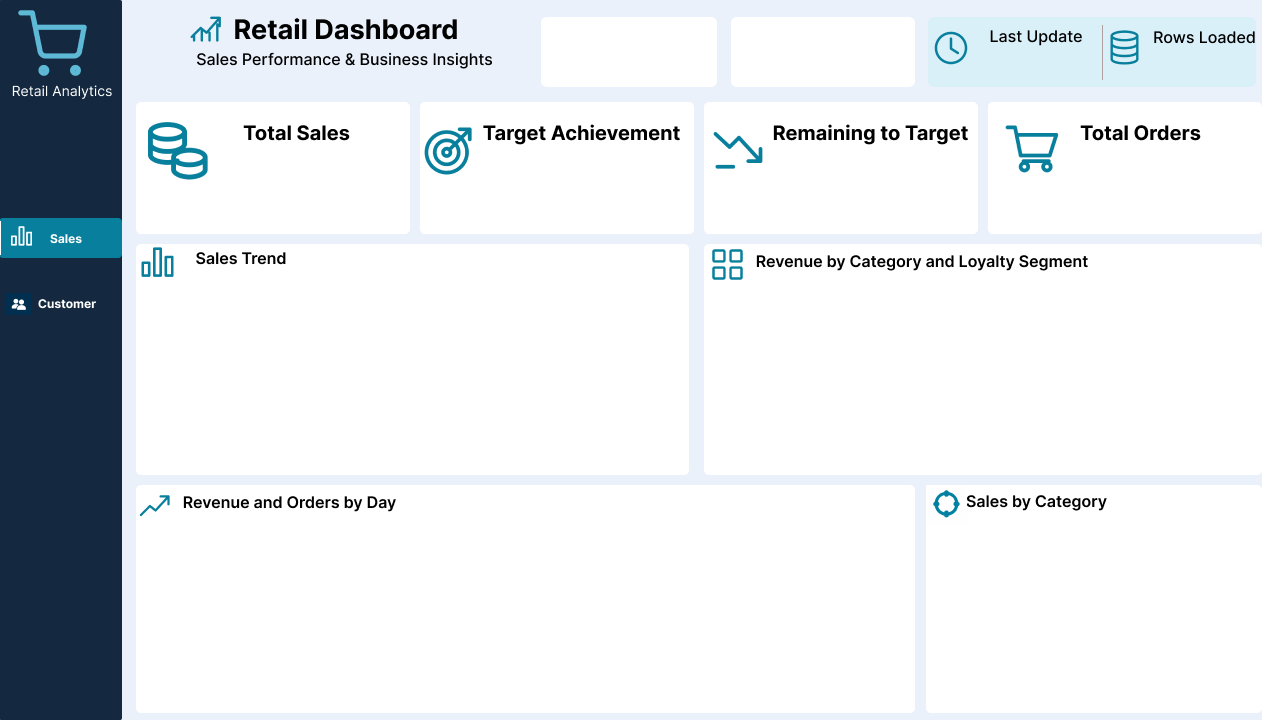 Retail Analytics
Sales
Customer
Retail Dashboard
Sales Performance & Business Insights
Last Update
Rows Loaded
Total Sales
Target Achievement
Remaining to Target
Total Orders
Sales Trend
Revenue by Category and Loyalty Segment
Revenue and Orders by Day
Sales by Category